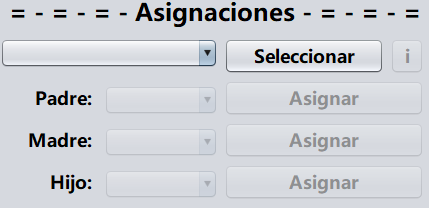 = - = - = - Asignaciones - = - = - =
Seleccionar i
Padre: Asignar
Madre: Asignar
Hijo: Asignar